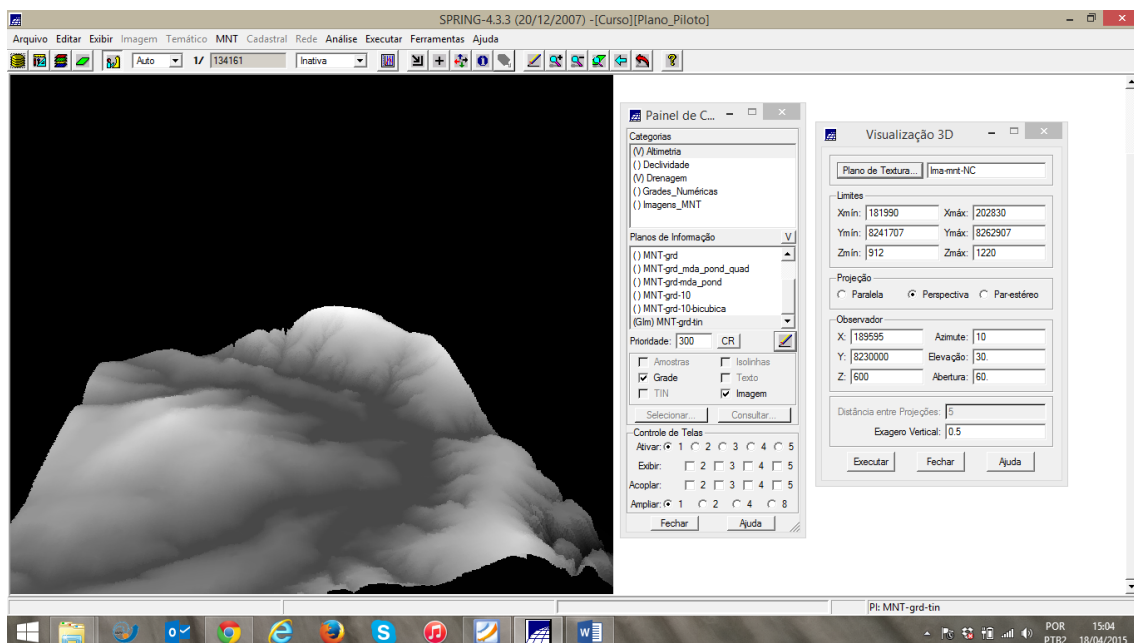 SPRING-4.3.3 (20/12/2007) -[Curso][Plano_Piloto]
Arquivo Editar Exibir Imagem Temático MNT Cadastral Rede Análise Executar Ferramentas Ajuda
Auto 1/ 134161 Inativa
Painel de C...
Categorias
(V) Altimetria
() Declividade
(V) Drenagem
() Grades_Numéricas
() Imagens_MNT
Planos de Informação V
() MNT-grd
() MNT-grd_mda_pond_quad
() MNT-grd-mda_pond
() MNT-grd-10
() MNT-grd-10-bicubica
(GIm) MNT-grd-tin
Prioridade: 300 CR
Amostras Isolinhas
Grade Texto
TIN Imagem
Selecionar... Consultar...
Controle de Telas
Ativar: 1 2 3 4 5
Exibir: 2 3 4 5
Acoplar: 2 3 4 5
Ampliar: 1 2 4 8
Fechar Ajuda
Visualização 3D
Plano de Textura... Ima-mnt-NC
Limites
Xmín: 181990 Xmáx: 202830
Ymín: 8241707 Ymáx: 8262907
Zmín: 912 Zmáx: 1220
Projeção
Paralela Perspectiva Par-estéreo
Observador
X: 189595 Azimute: 10
Y: 8230000 Elevação: 30.
Z: 600 Abertura: 60.
Distância entre Projeções: 5
Exagero Vertical: 0.5
Executar Fechar Ajuda
PI: MNT-grd-tin
POR 15:04
PTB2 18/04/2015